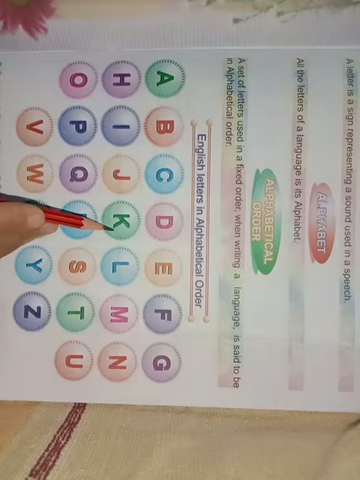 A letter is a sign representing a sound used in a speech.
ALPHABET
All the letters of a language is its Alphabet.
ALPHABETICAL
ORDER
A set of letters used in a fixed order, when writing a language, is said to be
in Alphabetical order.
English letters in Alphabetical Order
A B C D E F G
H I J K L M N
O P Q S T U
V W Y Z